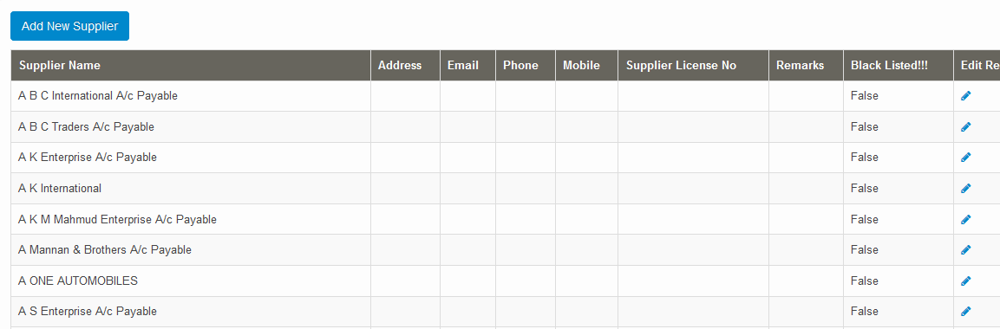 Add New Supplier
Supplier Name Address Email Phone Mobile Supplier License No Remarks Black Listed!!! Edit Re
A B C International A/c Payable False
A B C Traders A/c Payable False
A K Enterprise A/c Payable False
A K International False
A K M Mahmud Enterprise A/c Payable False
A Mannan & Brothers A/c Payable False
A ONE AUTOMOBILES False
A S Enterprise A/c Payable False